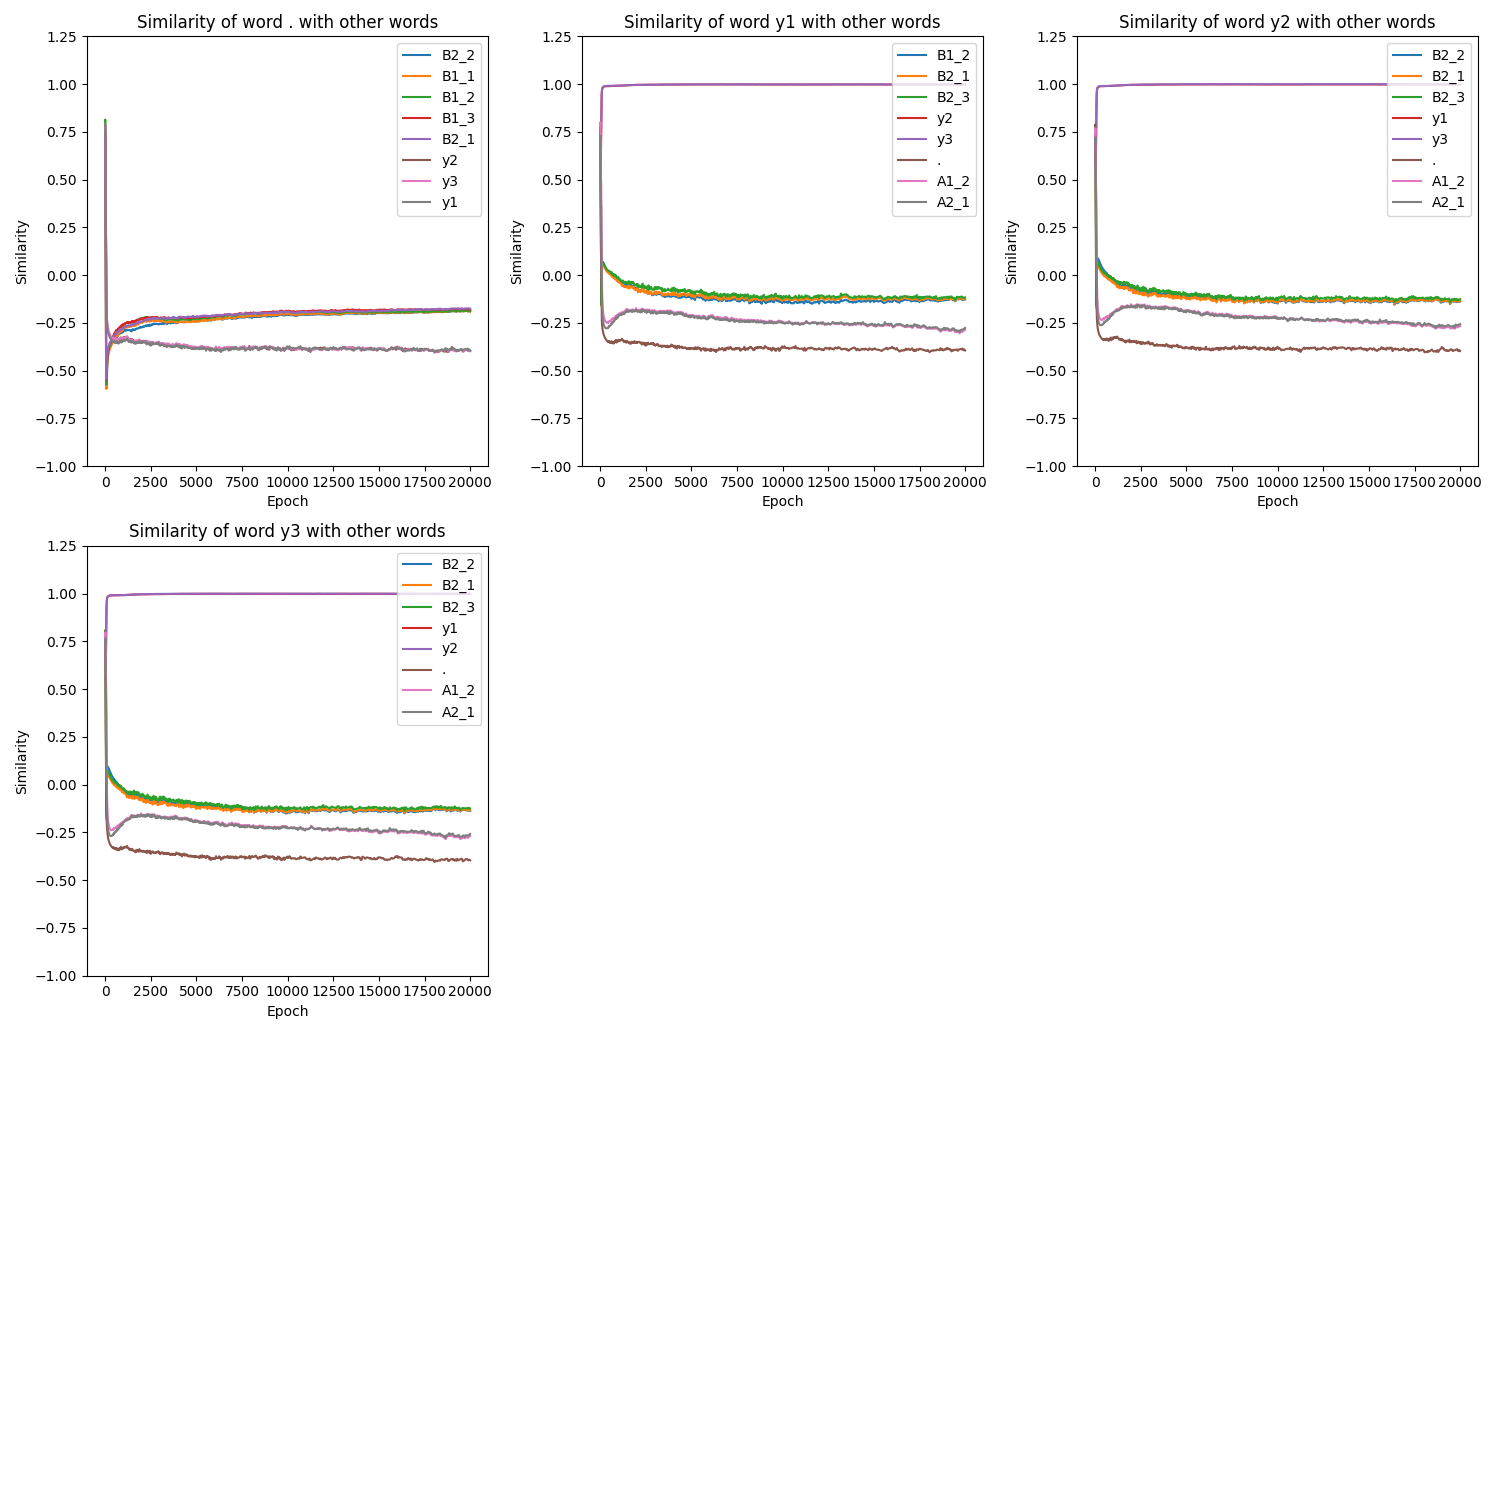 Similarity of word . with other words
1.25
1.00
0.75
0.50
0.25
0.00
−0.25
−0.50
−0.75
−1.00
Similarity
0 2500 5000 7500 10000 12500 15000 17500 20000
Epoch
B2_2
B1_1
B1_2
B1_3
B2_1
y2
y3
y1
Similarity of word y1 with other words
1.25
1.00
0.75
0.50
0.25
0.00
−0.25
−0.50
−0.75
−1.00
Similarity
0 2500 5000 7500 10000 12500 15000 17500 20000
Epoch
B1_2
B2_1
B2_3
y2
y3
.
A1_2
A2_1
Similarity of word y2 with other words
1.25
1.00
0.75
0.50
0.25
0.00
−0.25
−0.50
−0.75
−1.00
Similarity
0 2500 5000 7500 10000 12500 15000 17500 20000
Epoch
B2_2
B2_1
B2_3
y1
y3
.
A1_2
A2_1
Similarity of word y3 with other words
1.25
1.00
0.75
0.50
0.25
0.00
−0.25
−0.50
−0.75
−1.00
Similarity
0 2500 5000 7500 10000 12500 15000 17500 20000
Epoch
B2_2
B2_1
B2_3
y1
y2
.
A1_2
A2_1